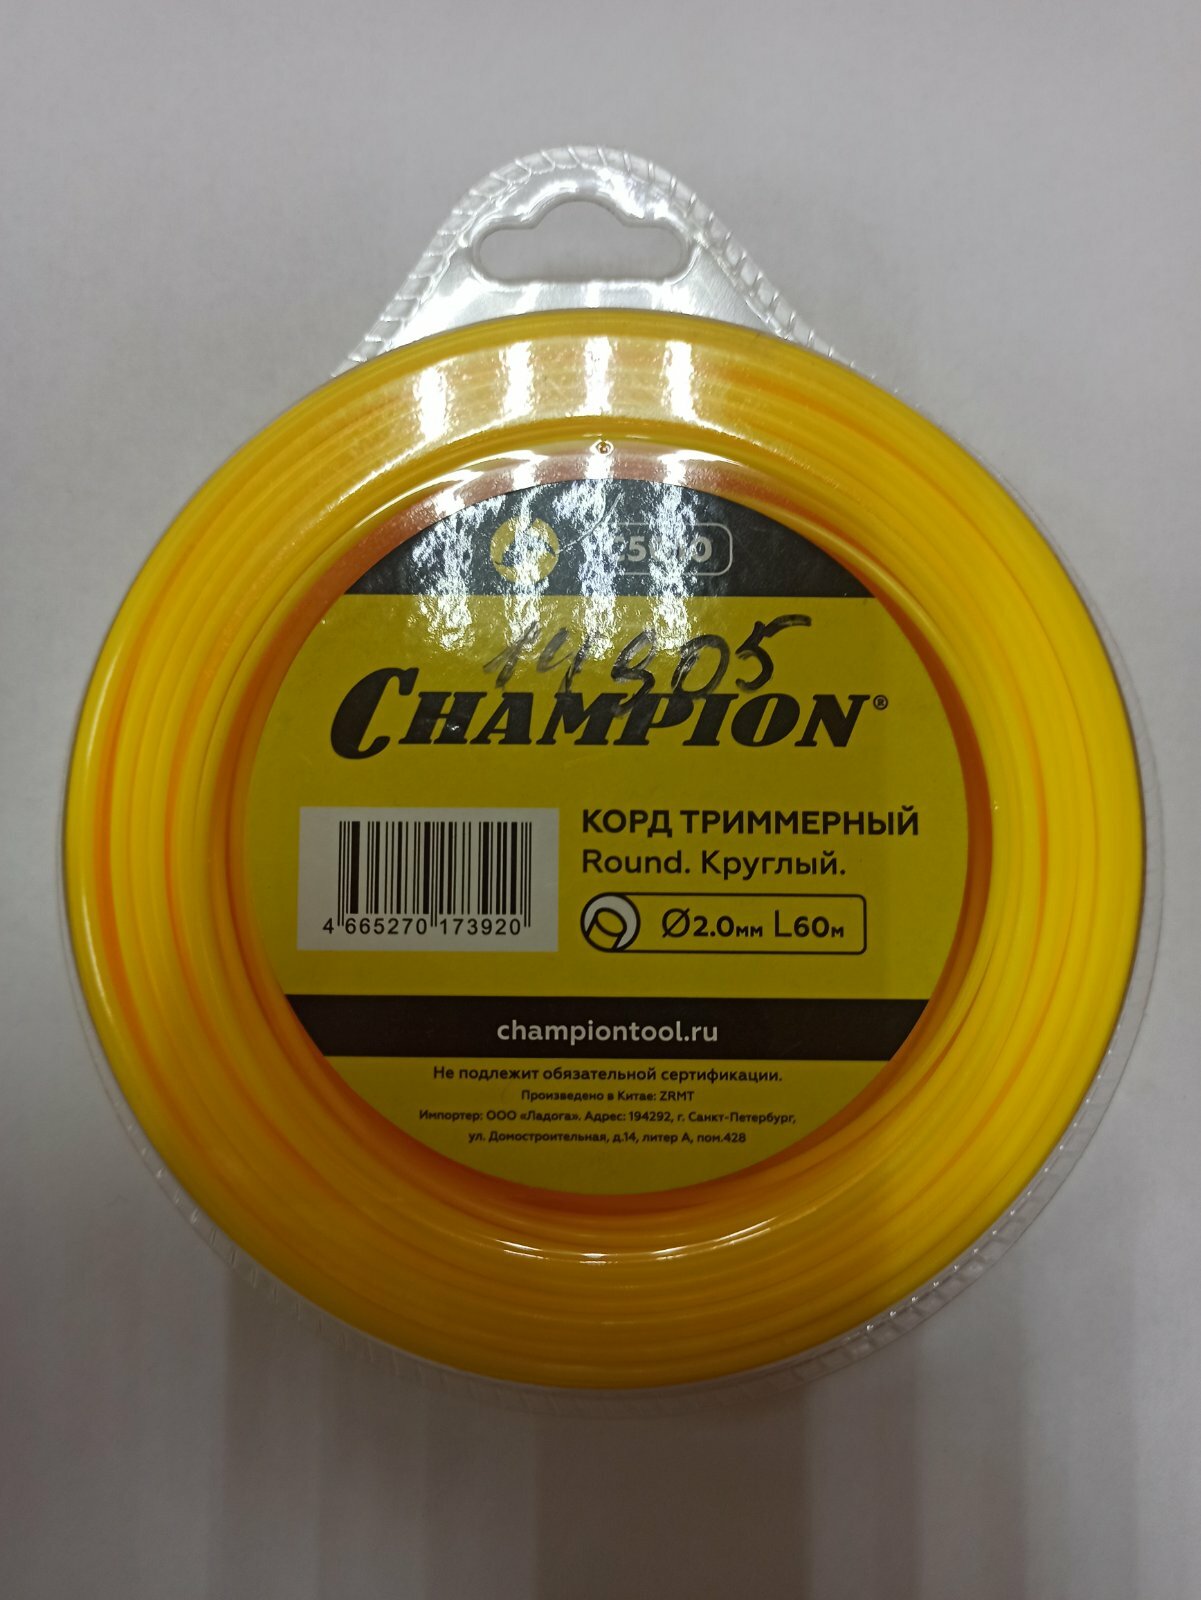 CHAMPION®
КОРД ТРИММЕРНЫЙ
Round. Круглый.
Ø2.0мм L60м
4 665270 173920
championtool.ru
Не подлежит обязательной сертификации.
Произведено в Китае: ZRMT
Импортер: ООО «Ладога». Адрес: 194292, г. Санкт-Петербург,
ул. Домостроительная, д.14, литер А, пом.428